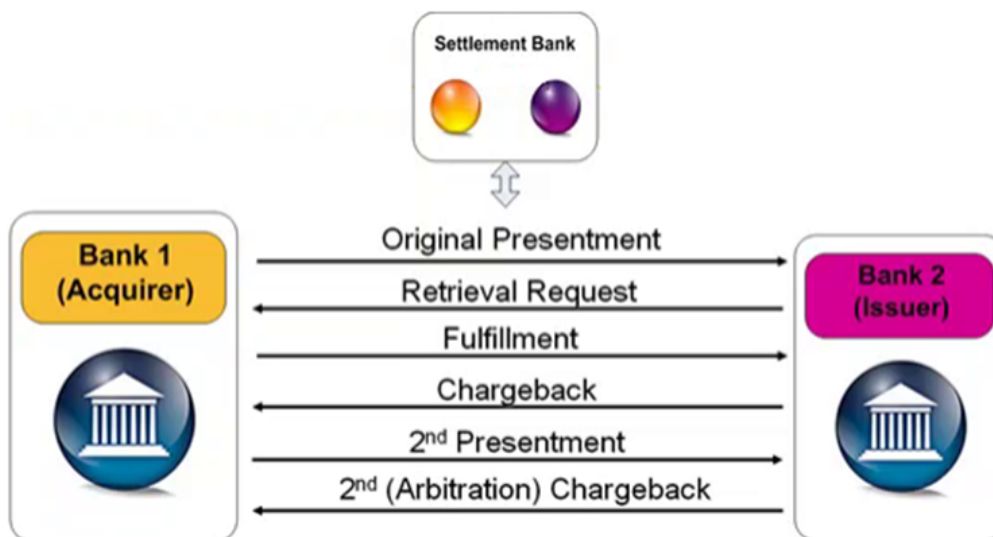 Settlement Bank
Bank 1
(Acquirer)
Original Presentment
Retrieval Request
Fulfillment
Chargeback
2nd Presentment
2nd (Arbitration) Chargeback
Bank 2
(Issuer)